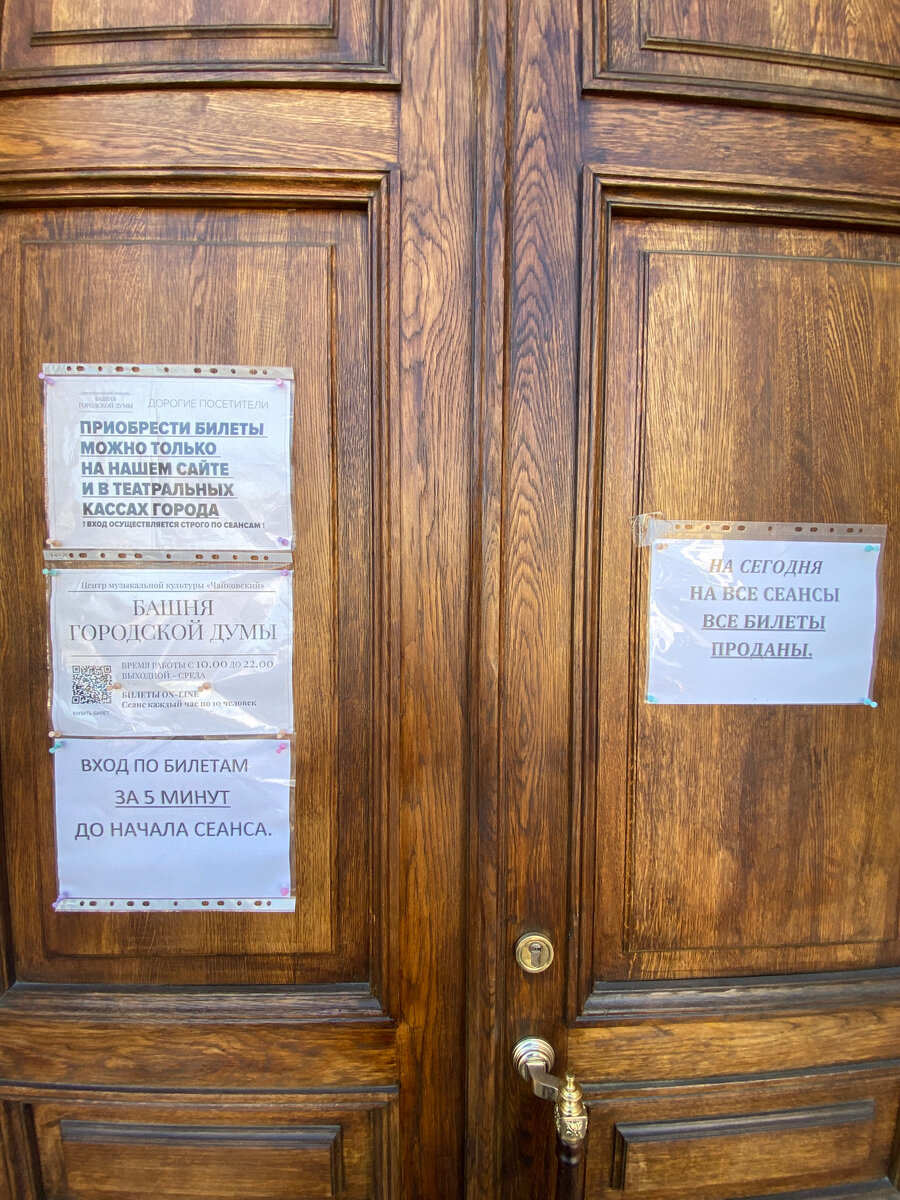 БАШНЯ
ГОРОДСКОЙ ДУМЫ
ДОРОГИЕ ПОСЕТИТЕЛИ
ПРИОБРЕСТИ БИЛЕТЫ
МОЖНО ТОЛЬКО
НА НАШЕМ САЙТЕ
И В ТЕАТРАЛЬНЫХ
КАССАХ ГОРОДА
! ВХОД ОСУЩЕСТВЛЯЕТСЯ СТРОГО ПО СЕАНСАМ !
Центр музыкальной культуры «Чайковский»
БАШНЯ
ГОРОДСКОЙ ДУМЫ
ВРЕМЯ РАБОТЫ С 10.00 ДО 22.00
ВЫХОДНОЙ – СРЕДА
БИЛЕТЫ ON-LINE
Сеанс каждый час по 10 человек
КУПИТЬ БИЛЕТ
ВХОД ПО БИЛЕТАМ
ЗА 5 МИНУТ
ДО НАЧАЛА СЕАНСА.
НА СЕГОДНЯ
НА ВСЕ СЕАНСЫ
ВСЕ БИЛЕТЫ
ПРОДАНЫ.